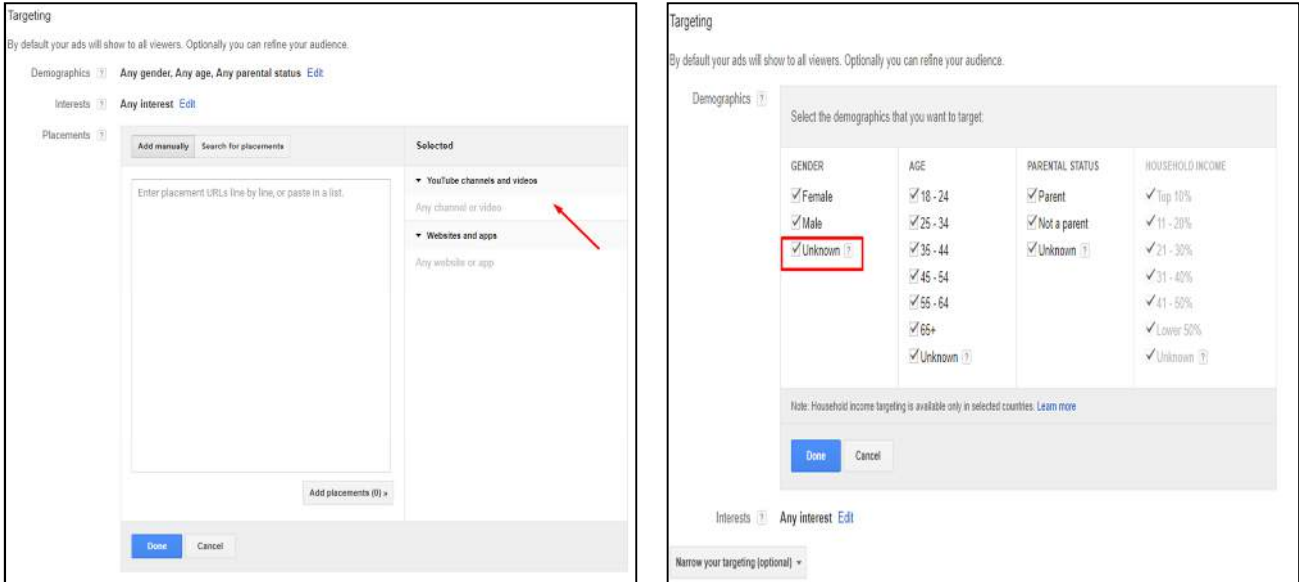 Targeting
By default your ads will show to all viewers. Optionally you can refine your audience.
Demographics ? Any gender, Any age, Any parental status Edit
Interests ? Any interest Edit
Placements ?
Add manually Search for placements
Selected
Enter placement URLs line by line, or paste in a list.
YouTube channels and videos
Any channel or video
Websites and apps
Any website or app
Add placements (0) »
Done Cancel
Targeting
By default your ads will show to all viewers. Optionally you can refine your audience.
Demographics ?
Select the demographics that you want to target:
GENDER AGE PARENTAL STATUS HOUSEHOLD INCOME
Female 18 - 24 Parent Top 10%
Male 25 - 34 Not a parent 11 - 20%
Unknown ? 35 - 44 Unknown ? 21 - 30%
45 - 54 31 - 40%
55 - 64 41 - 50%
65+ Lower 50%
Unknown ? Unknown ?
Note: Household income targeting is available only in selected countries. Learn more
Done Cancel
Interests ? Any interest Edit
Narrow your targeting (optional)